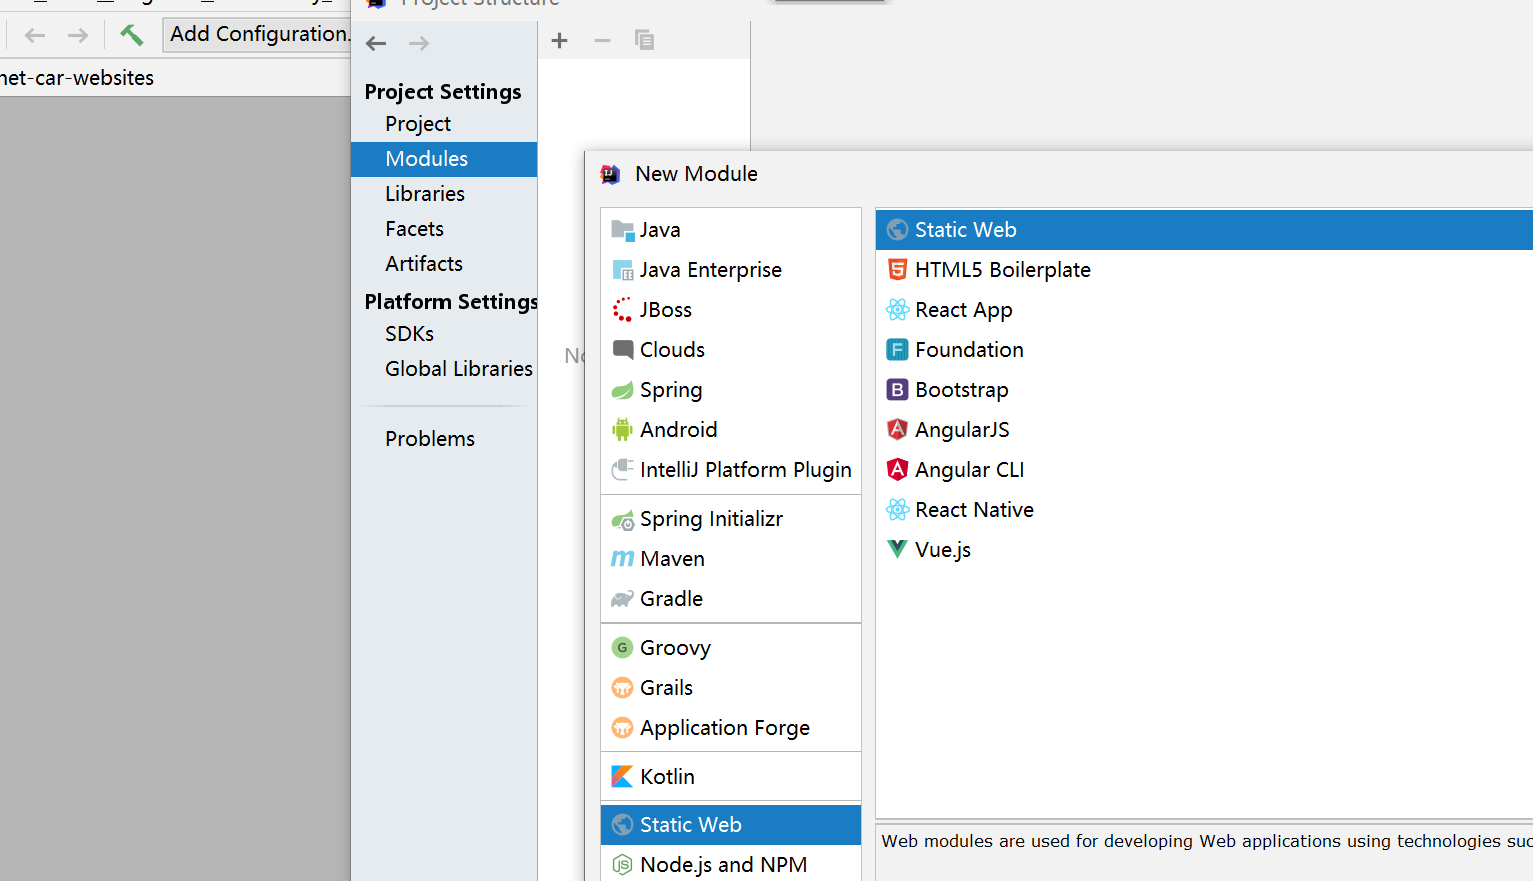 Project Structure
Add Configuration.
net-car-websites
Project Settings
Project
Modules
Libraries
Facets
Artifacts
Platform Settings
SDKs
Global Libraries
Problems
New Module
Java
Java Enterprise
JBoss
Clouds
Spring
Android
IntelliJ Platform Plugin
Spring Initializr
Maven
Gradle
Groovy
Grails
Application Forge
Kotlin
Static Web
Node.js and NPM
Static Web
HTML5 Boilerplate
React App
Foundation
Bootstrap
AngularJS
Angular CLI
React Native
Vue.js
Web modules are used for developing Web applications using technologies suc